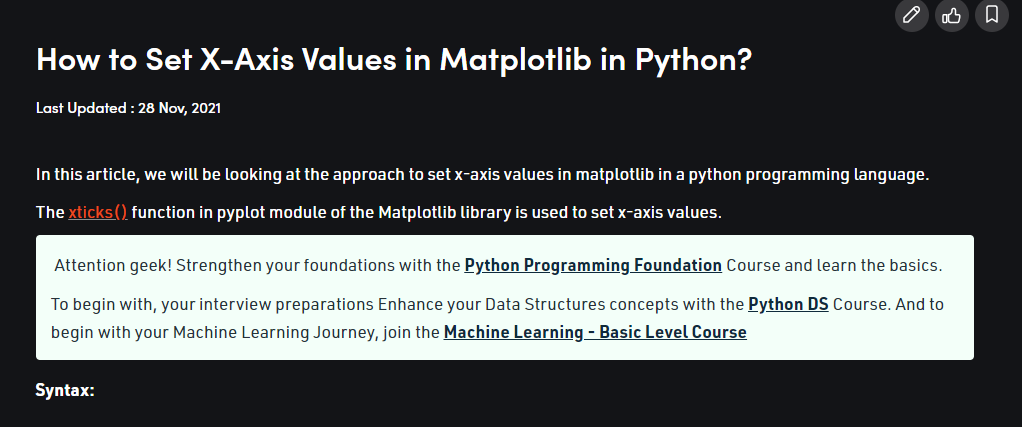 How to Set X-Axis Values in Matplotlib in Python?
Last Updated : 28 Nov, 2021
In this article, we will be looking at the approach to set x-axis values in matplotlib in a python programming language.
The xticks() function in pyplot module of the Matplotlib library is used to set x-axis values.
Attention geek! Strengthen your foundations with the Python Programming Foundation Course and learn the basics.
To begin with, your interview preparations Enhance your Data Structures concepts with the Python DS Course. And to
begin with your Machine Learning Journey, join the Machine Learning - Basic Level Course
Syntax: